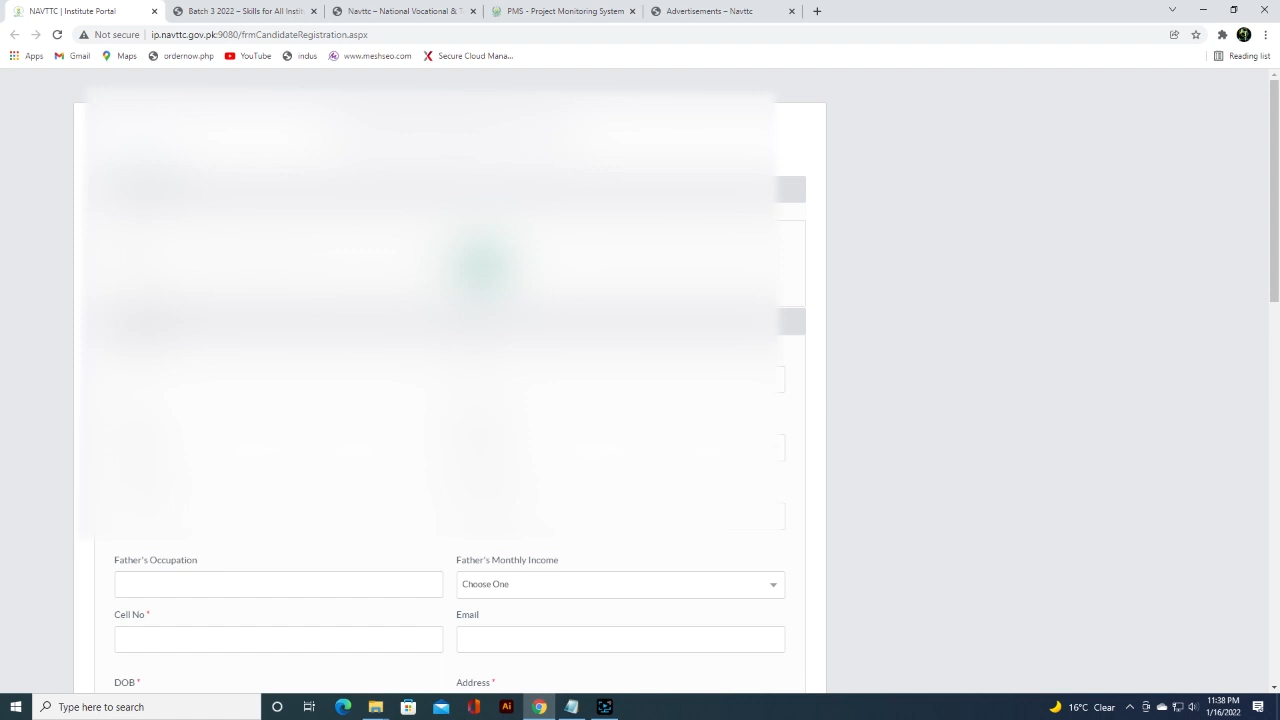 NAVTTC | Institutes Portal
Batch 3 2022 – Skills for All Instit
Navttc – National Vocational & T
PMS - Project Monitoring System
Advertisements – Navttc
Not secure
ip.navttc.gov.pk:9080/frmCandidateRegistration.aspx
Apps
Gmail
Maps
ordernow.php
YouTube
indus
www.meshseo.com
Secure Cloud Mana...
Reading list
Father's Occupation
Father's Monthly Income
Choose One
Cell No *
Email
DOB *
Address *
Type here to search
16°C Clear
11:38 PM
1/16/2022